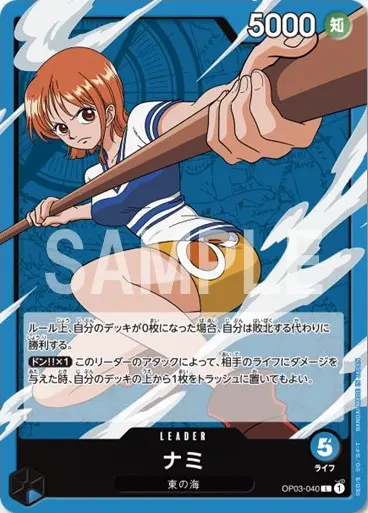 5000 知
SAMPLE
ルール上、自分のデッキが0枚になった場合、自分は敗北する代わりに
勝利する。
ドン!!×1 このリーダーのアタックによって、相手のライフにダメージを
与えた時、自分のデッキの上から1枚をトラッシュに置いてもよい。
LEADER
ナミ
東の海
5
ライフ
OP03-040 L 1